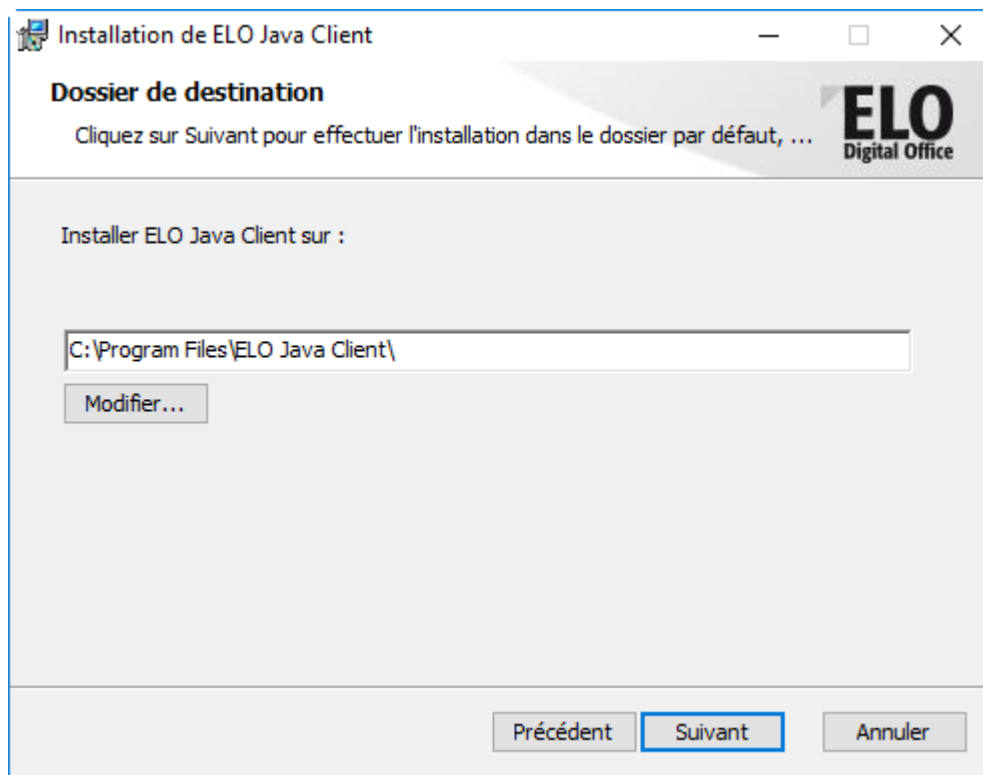 Installation de ELO Java Client
Dossier de destination
Cliquez sur Suivant pour effectuer l'installation dans le dossier par défaut, ...
ELO
Digital Office
Installer ELO Java Client sur :
C:\Program Files\ELO Java Client\
Modifier...
Précédent
Suivant
Annuler